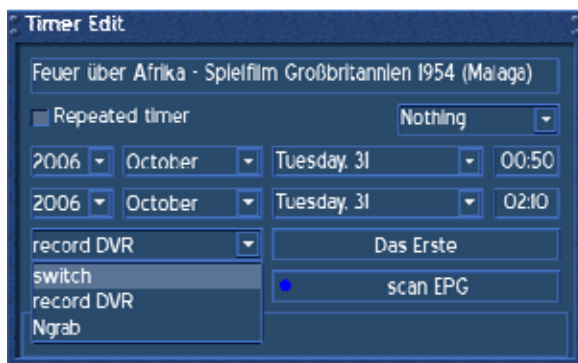 Timer Edit
Feuer über Afrika - Spielfilm Großbritannien 1954 (Malaga)
Repeated timer
Nothing
2006 October Tuesday, 31 00:50
2006 October Tuesday, 31 02:10
record DVR
Das Erste
switch
scan EPG
record DVR
Ngrab